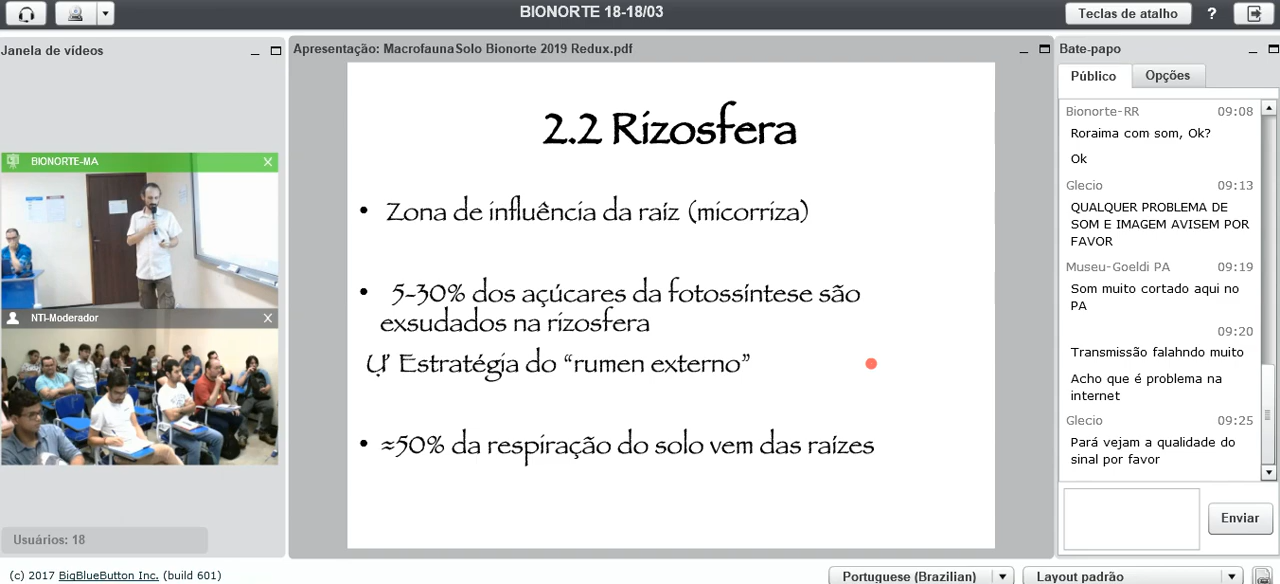 BIONORTE 18-18/03
Teclas de atalho
?
Janela de vídeos
BIONORTE-MA
NTI-Moderador
Usuários: 18
Apresentação: MacrofaunaSolo Bionorte 2019 Redux.pdf
2.2 Rizosfera
• Zona de influência da raíz (micorriza)
• 5-30% dos açúcares da fotossíntese são
exsudados na rizosfera
Ụ' Estratégia do “rumen externo”
• ≈50% da respiração do solo vem das raízes
Bate-papo
Público
Opções
Bionorte-RR 09:08
Roraima com som, Ok?
Ok
Glecio 09:13
QUALQUER PROBLEMA DE
SOM E IMAGEM AVISEM POR
FAVOR
Museu-Goeldi PA 09:19
Som muito cortado aqui no
PA
09:20
Transmissão falahndo muito
Acho que é problema na
internet
Glecio 09:25
Pará vejam a qualidade do
sinal por favor
Enviar
(c) 2017 BigBlueButton Inc. (build 601)
Portuguese (Brazilian)
Layout padrão